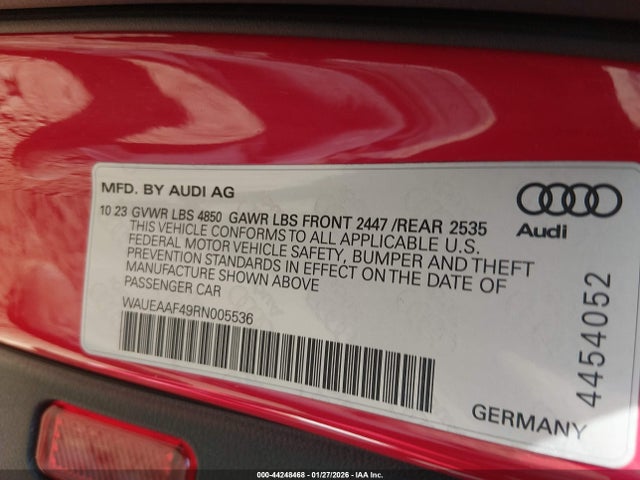 MFD. BY AUDI AG
10 23 GVWR LBS 4850 GAWR LBS FRONT 2447 /REAR 2535
THIS VEHICLE CONFORMS TO ALL APPLICABLE U.S.
FEDERAL MOTOR VEHICLE SAFETY, BUMPER AND THEFT
PREVENTION STANDARDS IN EFFECT ON THE DATE OF
MANUFACTURE SHOWN ABOVE
PASSENGER CAR
WAUEAAF49RN005536
Audi
4454052
GERMANY
000-44248468 - 01/27/2026 - IAA Inc.